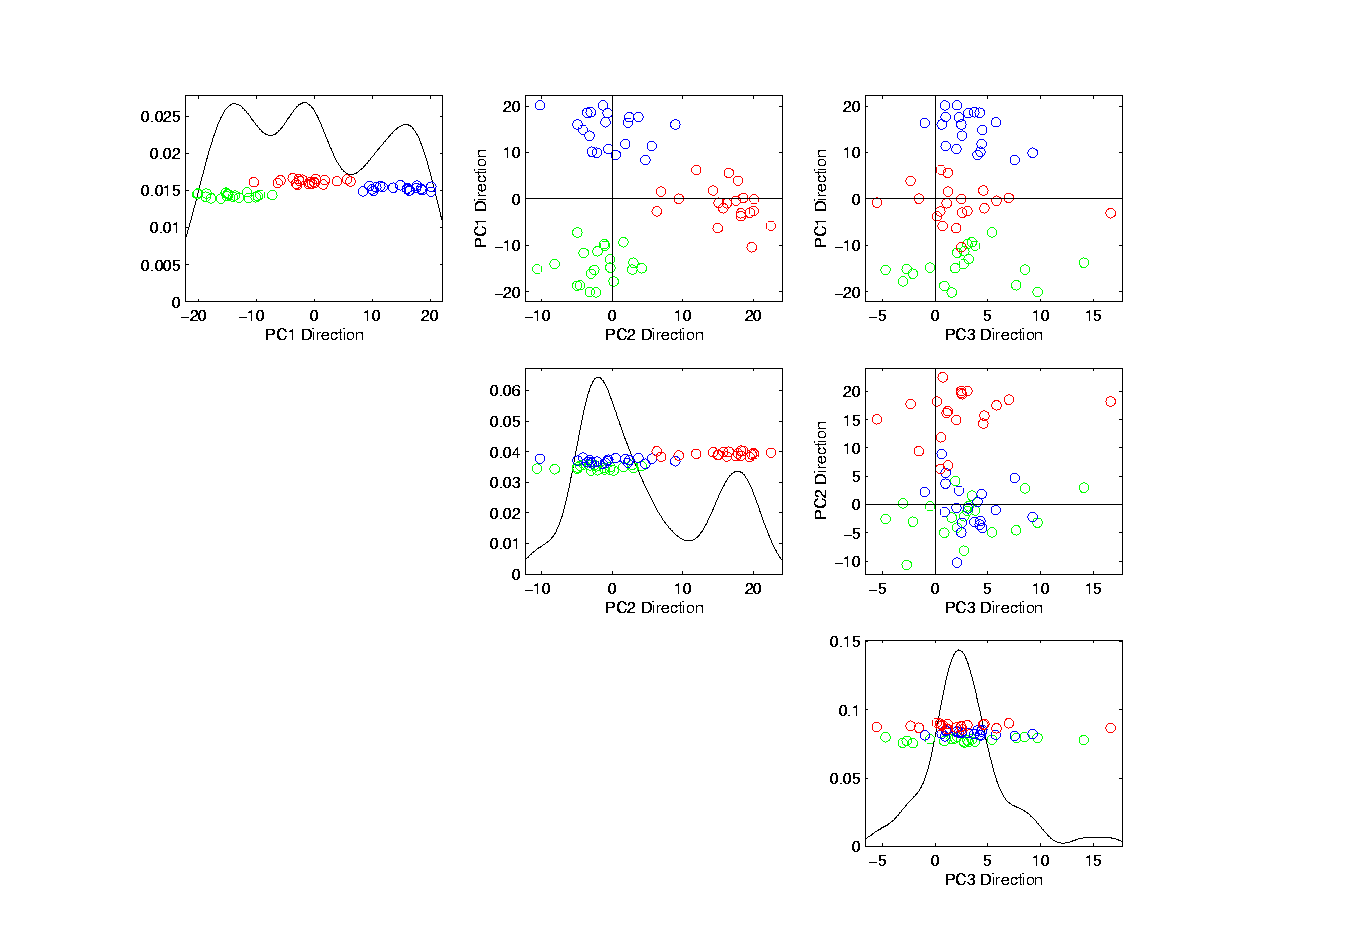 0.025
0.02
0.015
0.01
0.005
0
−20 −10 0 10 20
PC1 Direction
20
10
0
−10
−20
PC1 Direction
−10 0 10 20
PC2 Direction
20
10
0
−10
−20
PC1 Direction
−5 0 5 10 15
PC3 Direction
0.06
0.05
0.04
0.03
0.02
0.01
0
−10 0 10 20
PC2 Direction
20
15
10
5
0
−5
−10
PC2 Direction
−5 0 5 10 15
PC3 Direction
0.15
0.1
0.05
0
−5 0 5 10 15
PC3 Direction